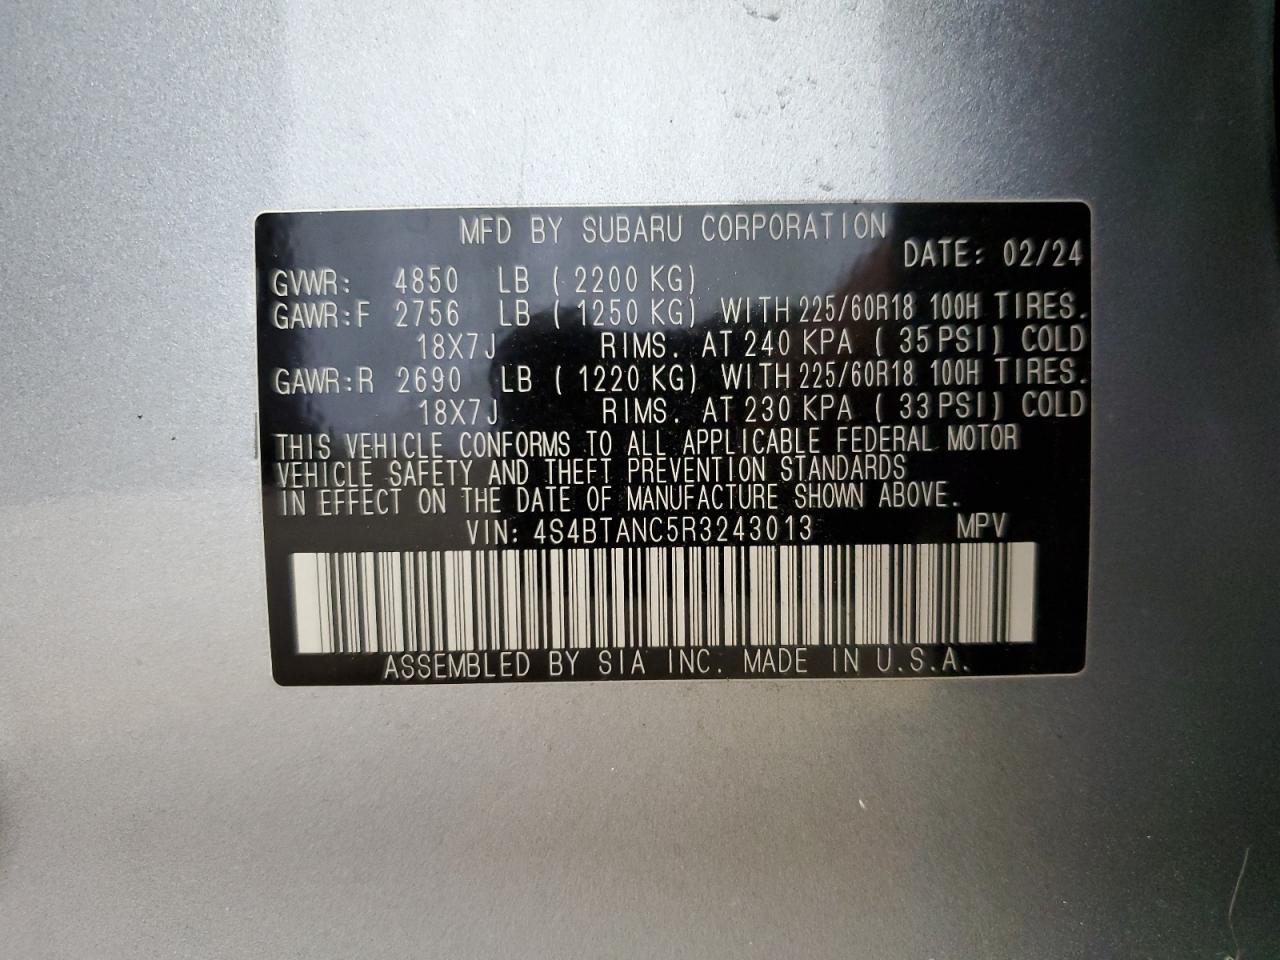 MFD BY SUBARU CORPORATION
DATE: 02/24
GVWR: 4850 LB ( 2200 KG)
GAWR:F 2756 LB ( 1250 KG) WITH 225/60R18 100H TIRES.
18X7J RIMS. AT 240 KPA ( 35 PSI) COLD
GAWR:R 2690 LB ( 1220 KG) WITH 225/60R18 100H TIRES.
18X7J RIMS. AT 230 KPA ( 33 PSI) COLD
THIS VEHICLE CONFORMS TO ALL APPLICABLE FEDERAL MOTOR
VEHICLE SAFETY AND THEFT PREVENTION STANDARDS
IN EFFECT ON THE DATE OF MANUFACTURE SHOWN ABOVE.
VIN: 4S4BTANC5R3243013 MPV
ASSEMBLED BY SIA INC. MADE IN U.S.A.